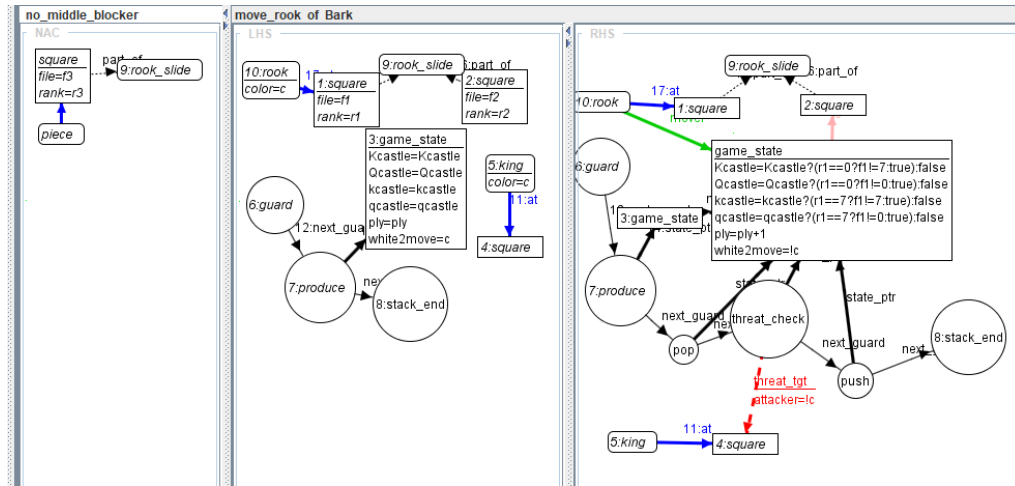 no_middle_blocker
NAC
square
file=f3
rank=r3
part_of
9:rook_slide
piece
move_rook of Bark
LHS
10:rook
color=c
1:square
file=f1
rank=r1
9:rook_slide
2:square
file=f2
rank=r2
3:game_state
Kcastle=Kcastle
Qcastle=Qcastle
kcastle=kcastle
qcastle=qcastle
ply=ply
white2move=c
5:king
color=c
11:at
4:square
6:guard
12:next_gua
7:produce
8:stack_end
RHS
9:rook_slide
10:rook
17:at
1:square
part_of
2:square
mover
game_state
Kcastle=Kcastle?(r1==0?f1!=7:true):false
Qcastle=Qcastle?(r1==0?f1!=0:true):false
kcastle=kcastle?(r1==7?f1!=7:true):false
qcastle=qcastle?(r1==7?f1!=0:true):false
ply=ply+1
white2move=!c
6:guard
3:game_state
7:produce
next_guard
pop
threat_check
state_ptr
next_guard
push
8:stack_end
threat_tgt
attacker=!c
5:king
11:at
4:square